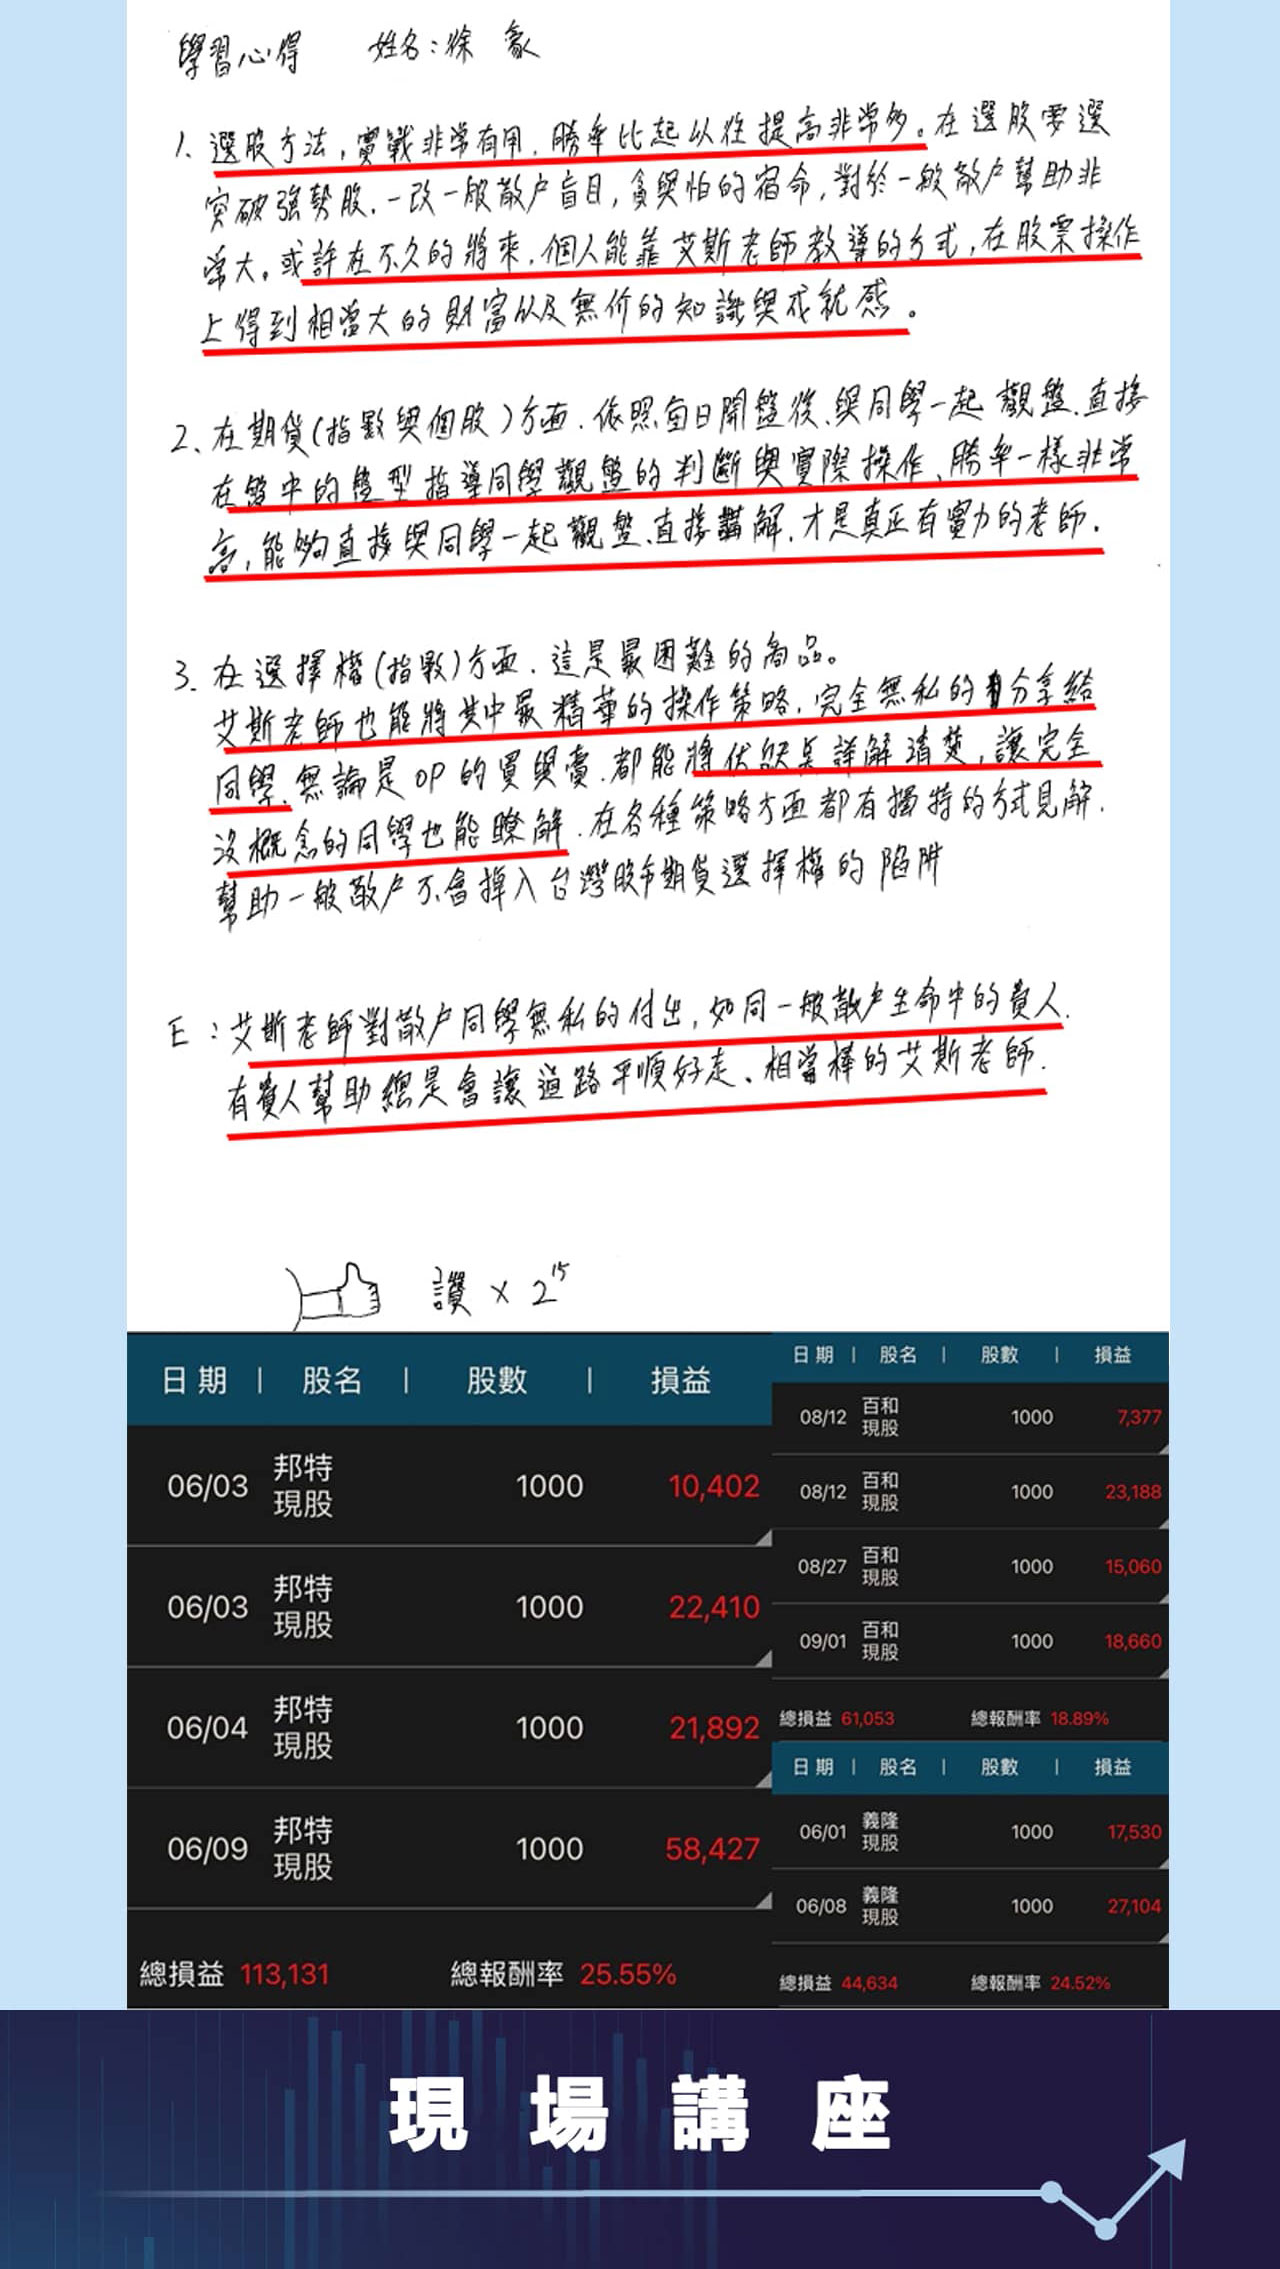 學習心得 姓名:徐 家
1. 選股方法,實戰非常有用,勝率比起以往提高非常多。在選股要選
突破強勢股,一改一般散户盲目,貪與怕的宿命,對於一般散户幫助非
常大。或許在不久的將來,個人能靠艾斯老師教導的方式,在股票操作
上得到相當大的財富以及無价的知識與成就感。
2、在期貨(指數與個股)方面,依照每日開盤後、與同學一起觀盤、直接
在盤中的盤型指導同學觀盤的判斷與實際操作、勝率一樣非常
高,能夠直接與同學一起觀盤、直接講解,才是真正有實力的老師.
3. 在選擇權(指數)方面,這是最困難的商品。
艾斯老師也能將其中最精華的操作策略,完全無私的分享給
同學、無論是OP的買與賣,都能將優缺點詳解清楚,讓完全
沒概念的同學也能瞭解.在各種策略方面都有獨特的方式見解.
幫助一般散户不會掉入台灣股市期貨選擇權的陷阱
E:艾斯老師對散户同學無私的付出,如同一般散户生命中的貴人.
有貴人幫助總是會讓道路平順好走、相當棒的艾斯老師.
讚 × 2¹⁵
日期 | 股名 | 股數 | 損益
06/03 邦特 現股 1000 10,402
06/03 邦特 現股 1000 22,410
06/04 邦特 現股 1000 21,892
06/09 邦特 現股 1000 58,427
總損益 113,131 總報酬率 25.55%
日期 | 股名 | 股數 | 損益
08/12 百和 現股 1000 7,377
08/12 百和 現股 1000 23,188
08/27 百和 現股 1000 15,060
09/01 百和 現股 1000 18,660
總損益 61,053 總報酬率 18.89%
日期 | 股名 | 股數 | 損益
06/01 義隆 現股 1000 17,530
06/08 義隆 現股 1000 27,104
總損益 44,634 總報酬率 24.52%
現場講座